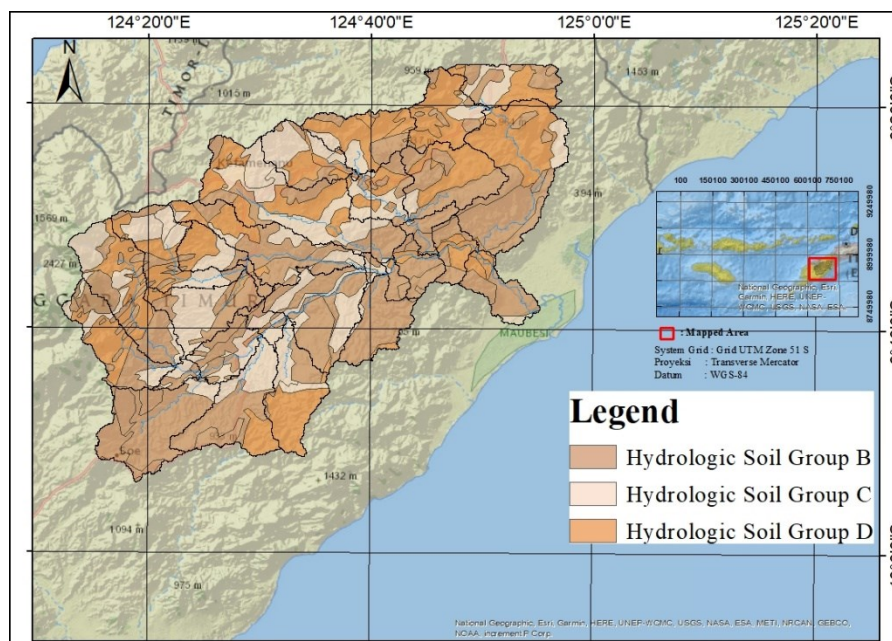 124°20'0"E 124°40'0"E 125°0'0"E 125°20'0"E
N
TIMOR-L
959 m
1453 m
1015 m
Kefamenanu
394 m
1569 m
2427 m
GGARA TIMUR
MAUBESI
Soe
1432 m
1094 m
975 m
100 150100 300100 450100 600100 750100
9249980
8999980
8749980
National Geographic, Esri,
Garmin, HERE, UNEP-
WCMC, USGS, NASA, ESA,
: Mapped Area
System Grid : Grid UTM Zone 51 S
Proyeksi : Transverse Mercator
Datum : WGS-84
Legend
Hydrologic Soil Group B
Hydrologic Soil Group C
Hydrologic Soil Group D
National Geographic, Esri, Garmin, HERE, UNEP-WCMC, USGS, NASA, ESA, METI, NRCAN, GEBCO,
NOAA, increment P Corp.